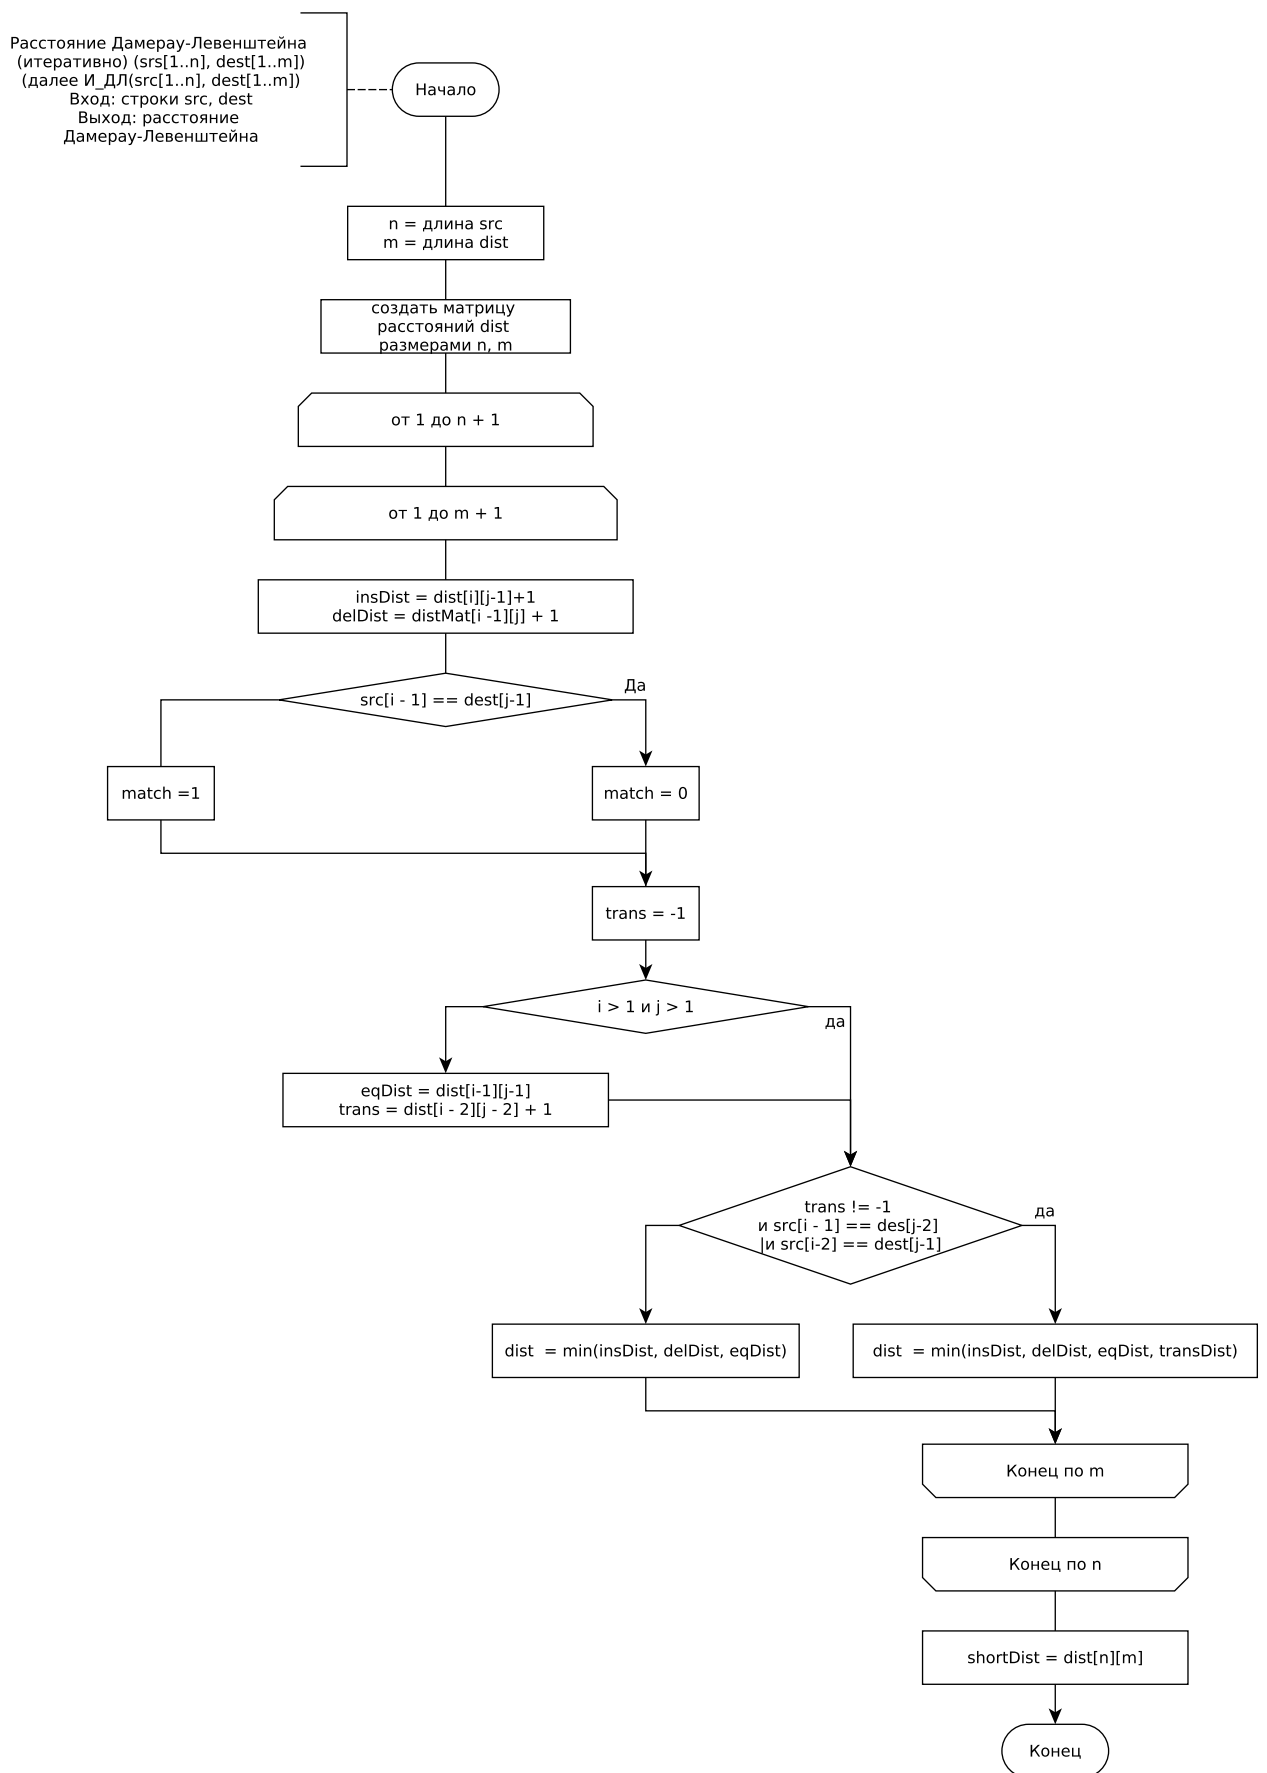 Расстояние Дамерау-Левенштейна
(итеративно) (srs[1..n], dest[1..m])
(далее И_ДЛ(src[1..n], dest[1..m])
Вход: строки src, dest
Выход: расстояние
Дамерау-Левенштейна
Начало
n = длина src
m = длина dist
создать матрицу
расстояний dist
размерами n, m
от 1 до n + 1
от 1 до m + 1
insDist = dist[i][j-1]+1
delDist = distMat[i -1][j] + 1
src[i - 1] == dest[j-1]
Да
match =1
match = 0
trans = -1
i > 1 и j > 1
да
eqDist = dist[i-1][j-1]
trans = dist[i - 2][j - 2] + 1
trans != -1
и src[i - 1] == des[j-2]
|и src[i-2] == dest[j-1]
да
dist  = min(insDist, delDist, eqDist)
dist  = min(insDist, delDist, eqDist, transDist)
Конец по m
Конец по n
shortDist = dist[n][m]
Конец